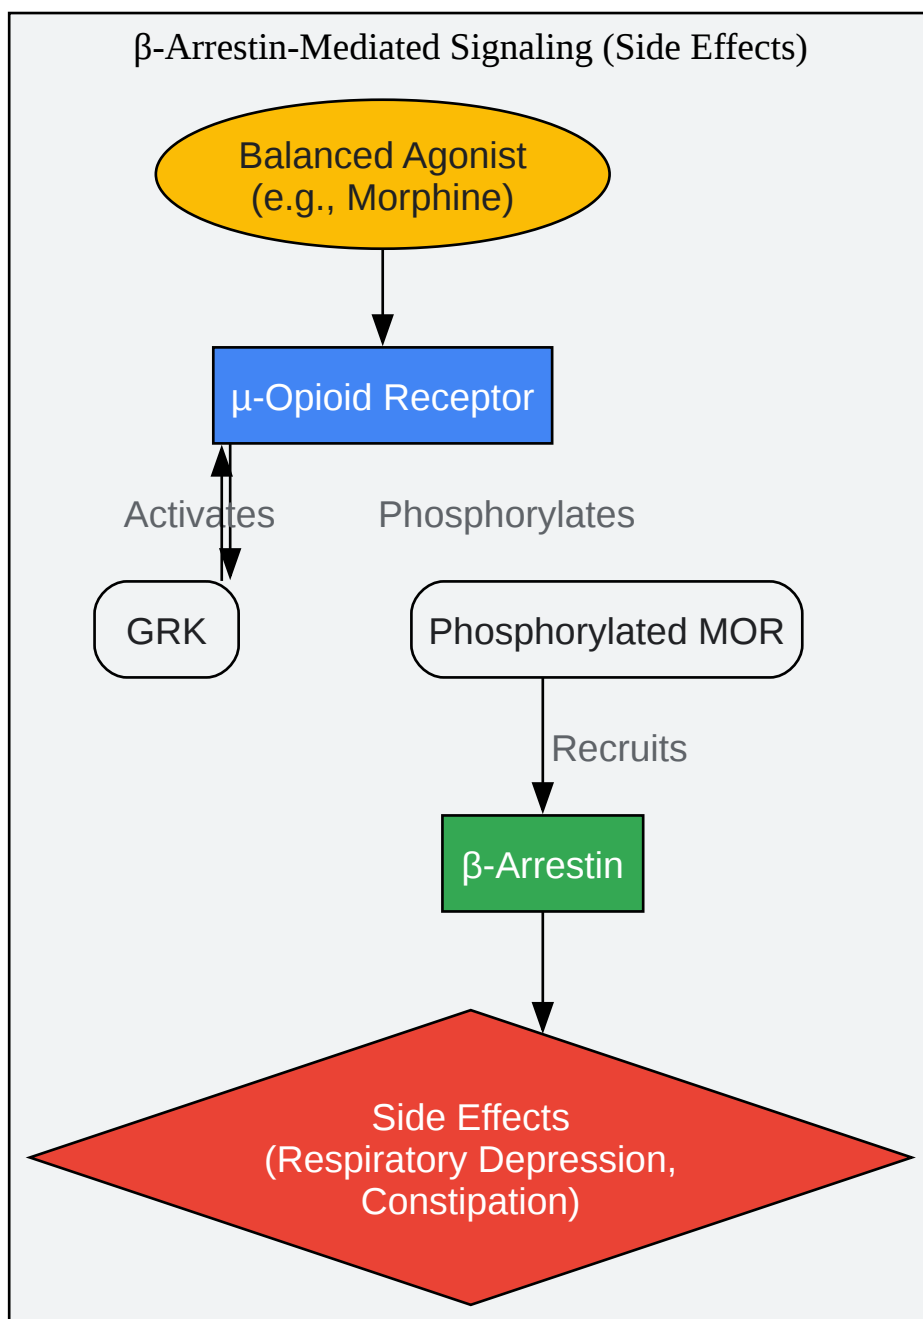 β-Arrestin-Mediated Signaling (Side Effects)
Balanced Agonist
(e.g., Morphine)
µ-Opioid Receptor
Activates
Phosphorylates
GRK
Phosphorylated MOR
Recruits
β-Arrestin
Side Effects
(Respiratory Depression,
Constipation)